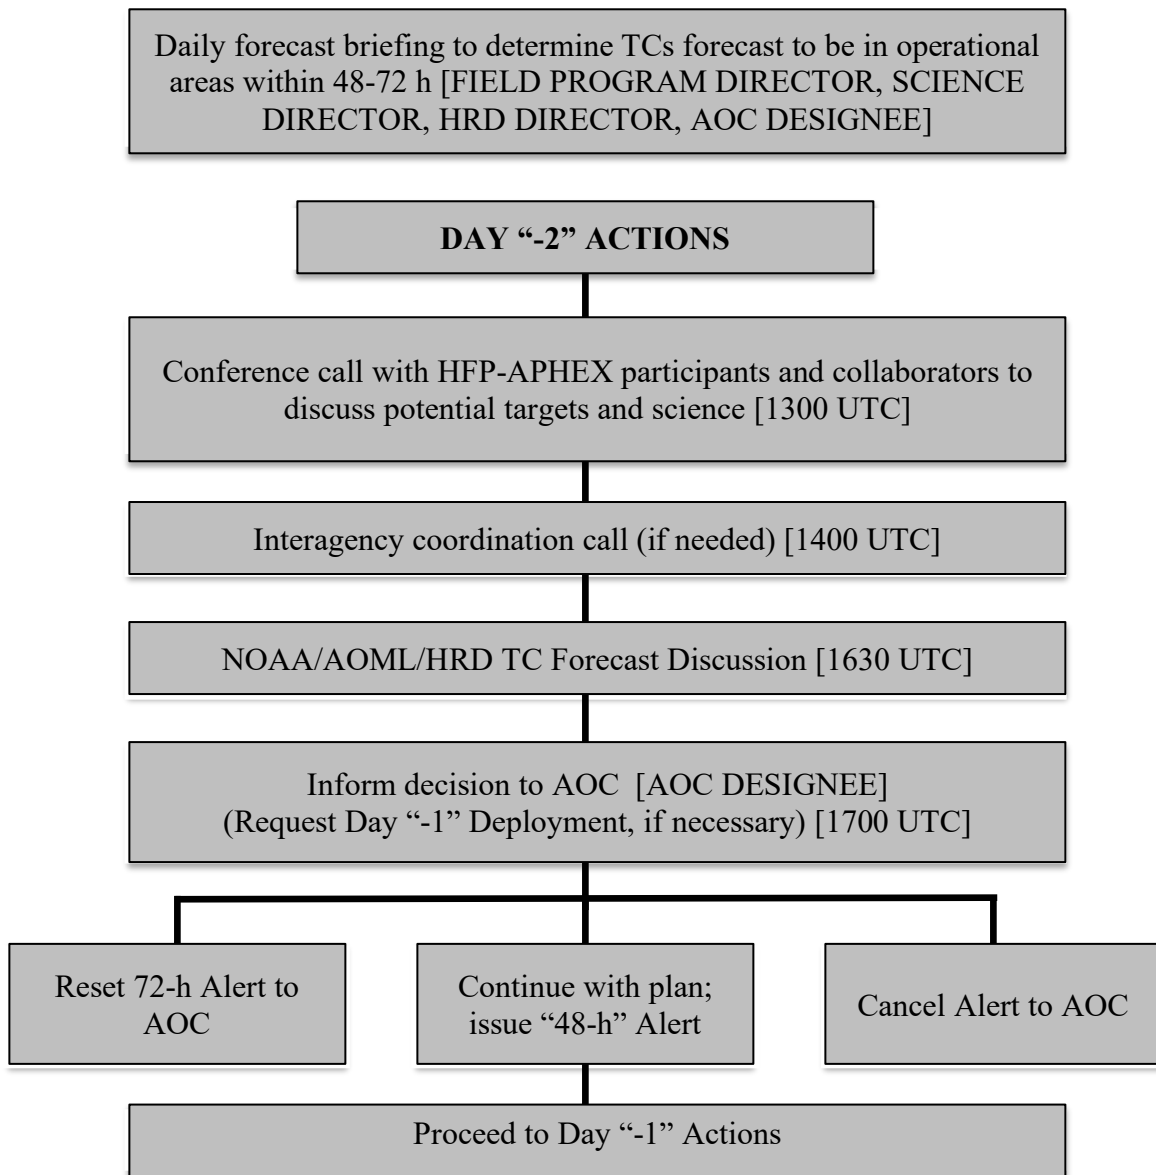 Daily forecast briefing to determine TCs forecast to be in operational
areas within 48-72 h [FIELD PROGRAM DIRECTOR, SCIENCE
DIRECTOR, HRD DIRECTOR, AOC DESIGNEE]
DAY “-2” ACTIONS
Conference call with HFP-APHEX participants and collaborators to
discuss potential targets and science [1300 UTC]
Interagency coordination call (if needed) [1400 UTC]
NOAA/AOML/HRD TC Forecast Discussion [1630 UTC]
Inform decision to AOC  [AOC DESIGNEE]
(Request Day “-1” Deployment, if necessary) [1700 UTC]
Reset 72-h Alert to
AOC
Continue with plan;
issue “48-h” Alert
Cancel Alert to AOC
Proceed to Day “-1” Actions